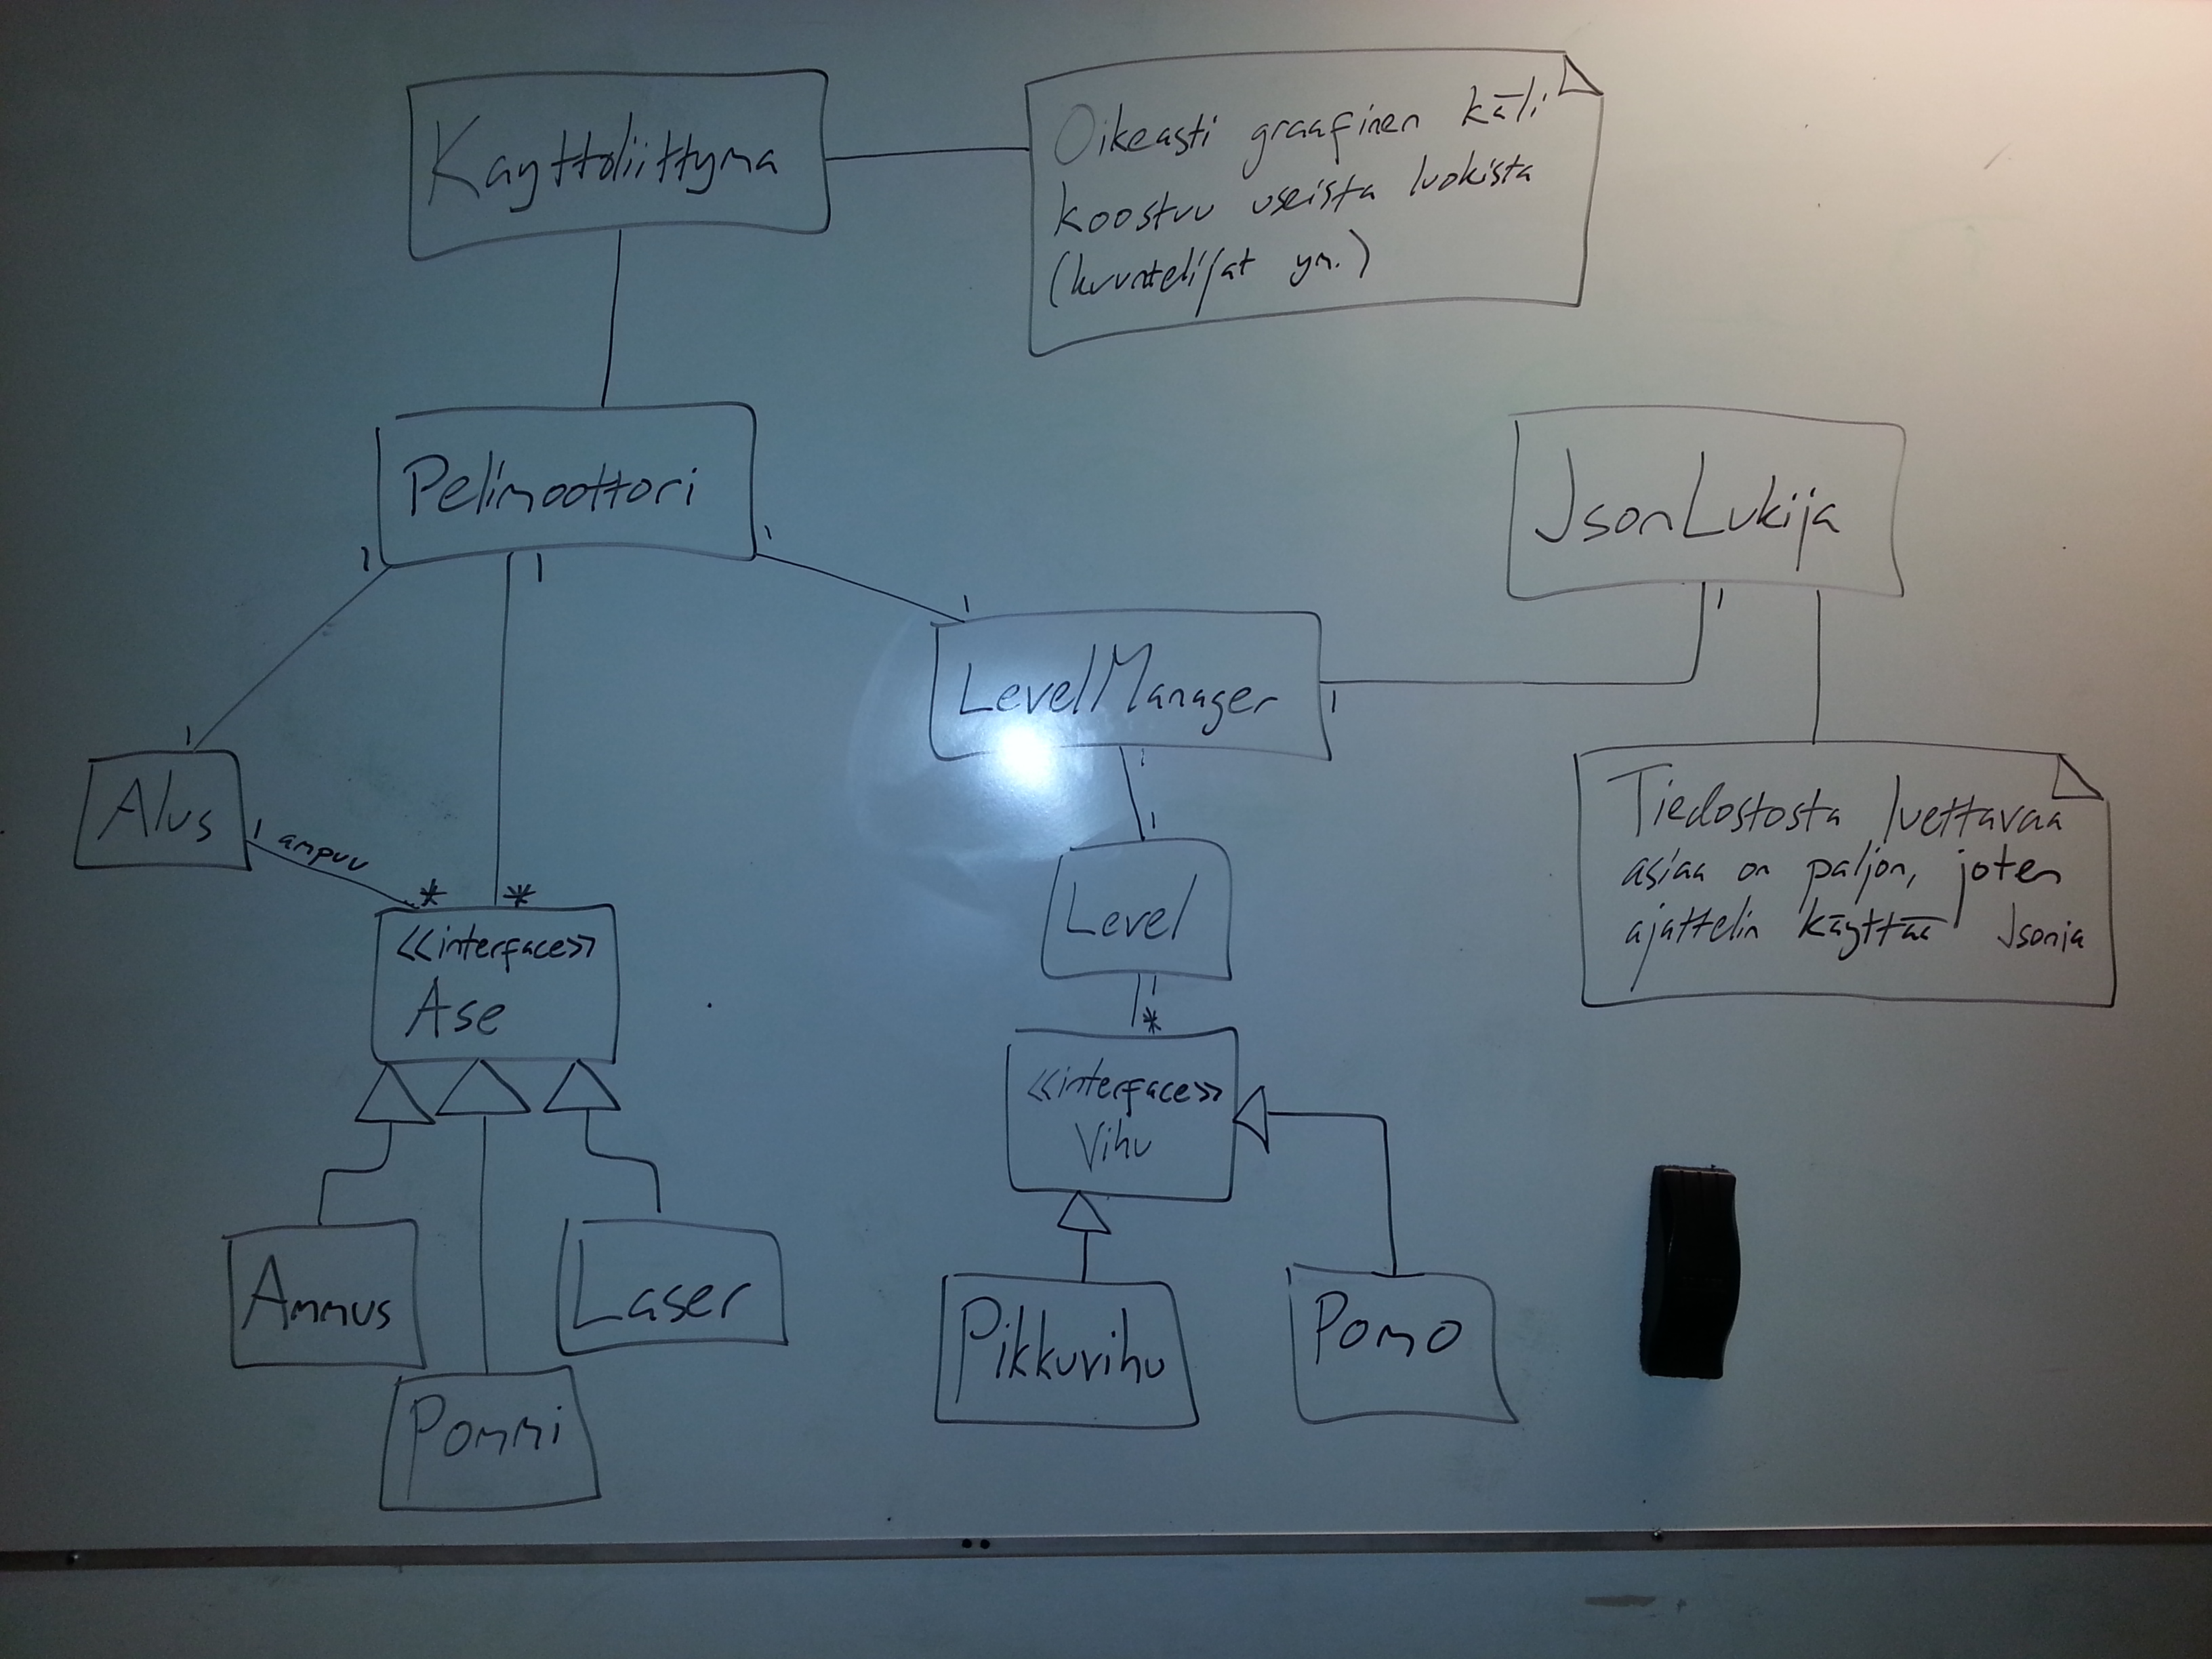 Kayttoliittyma
Oikeasti graafinen käli
koostuu useista luokista
(kuuntelijat ym.)
Pelimoottori
1
1
1
JsonLukija
1
1
LevelManager
1
1
1
Alus
1 ampuu
*
*
1
Level
1
*
Tiedostosta luettavaa
asiaa on paljon, joten
ajattelin käyttää Jsonia
<<interface>>
Ase
<<interface>>
Vihu
Ammus
Laser
Pommi
Pikkuvihu
Pomo